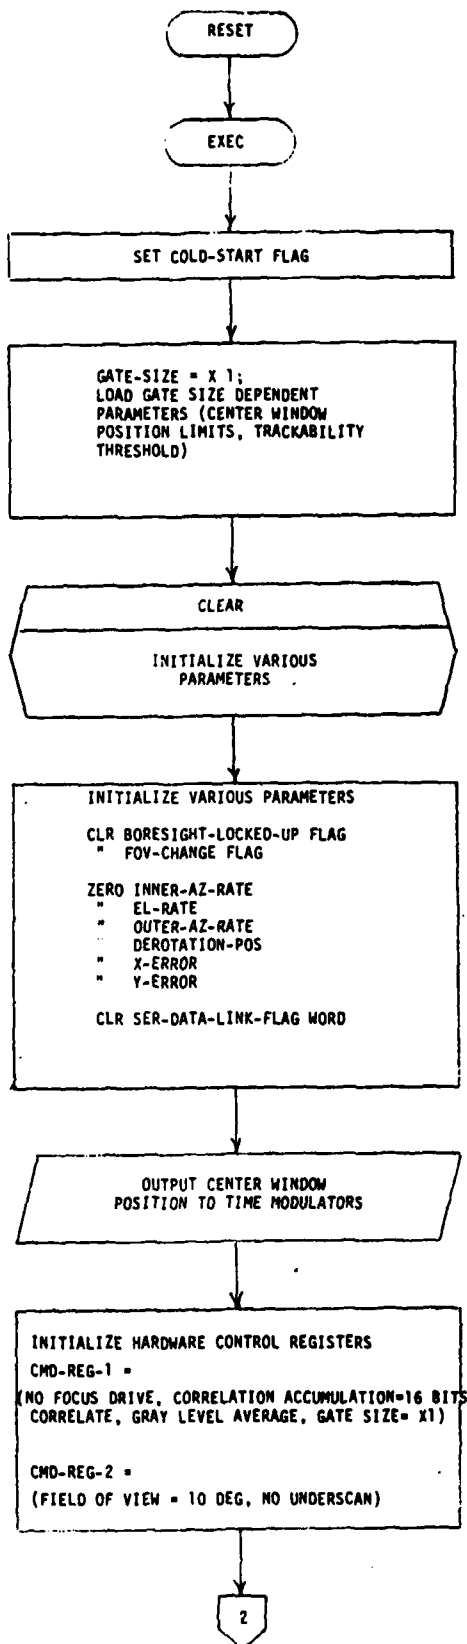 RESET
EXEC
SET COLD-START FLAG
GATE-SIZE = X 1;
LOAD GATE SIZE DEPENDENT
PARAMETERS (CENTER WINDOW
POSITION LIMITS, TRACKABILITY
THRESHOLD)
CLEAR
INITIALIZE VARIOUS
PARAMETERS
INITIALIZE VARIOUS PARAMETERS
CLR BORESIGHT-LOCKED-UP FLAG
" FOV-CHANGE FLAG
ZERO INNER-AZ-RATE
" EL-RATE
" OUTER-AZ-RATE
" DEROTATION-POS
" X-ERROR
" Y-ERROR
CLR SER-DATA-LINK-FLAG WORD
OUTPUT CENTER WINDOW
POSITION TO TIME MODULATORS
INITIALIZE HARDWARE CONTROL REGISTERS
CMD-REG-1 =
(NO FOCUS DRIVE, CORRELATION ACCUMULATION=16 BITS
CORRELATE, GRAY LEVEL AVERAGE, GATE SIZE= X1)
CMD-REG-2 =
(FIELD OF VIEW = 10 DEG, NO UNDERSCAN)
2